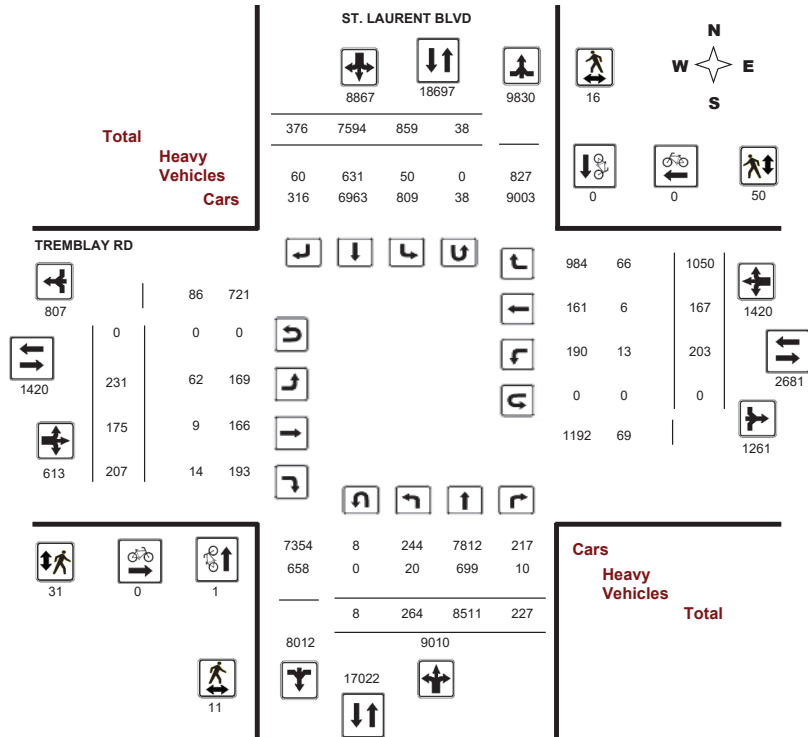 ST. LAURENT BLVD
N
W E
S
8867 18697 9830 16
Total 376 7594 859 38
Heavy
Vehicles 60 631 50 0 827
Cars 316 6963 809 38 9003
0 0 50
TREMBLAY RD
807 86 721
984 66 1050
161 6 167 1420
0 0 0
190 13 203
1420 231 62 169
2681
0 0 0
175 9 166
1192 69 1261
613 207 14 193
7354 8 244 7812 217
658 0 20 699 10
8 264 8511 227
Cars
Heavy
Vehicles
Total
31 0 1
8012 9010
17022
11